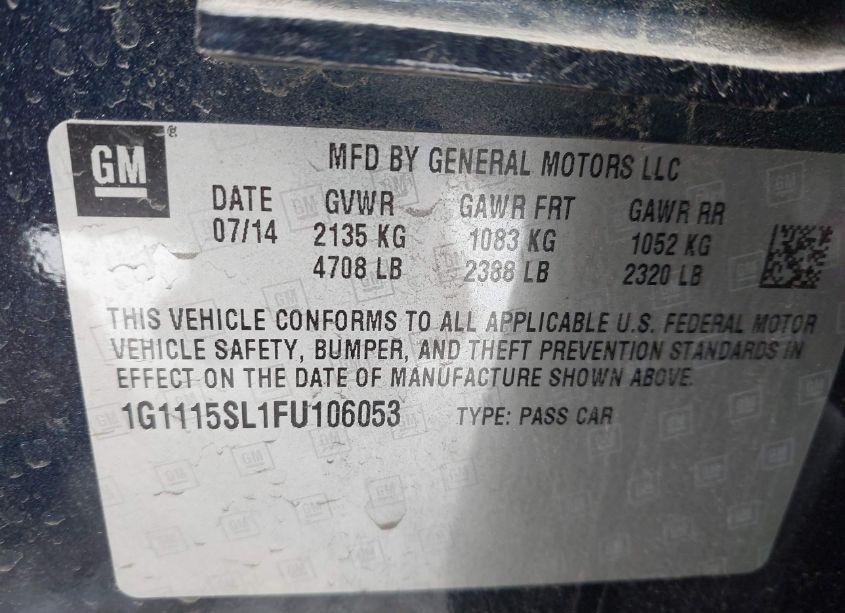 GM®
MFD BY GENERAL MOTORS LLC
DATE GVWR GAWR FRT GAWR RR
07/14 2135 KG 1083 KG 1052 KG
4708 LB 2388 LB 2320 LB
THIS VEHICLE CONFORMS TO ALL APPLICABLE U.S. FEDERAL MOTOR
VEHICLE SAFETY, BUMPER, AND THEFT PREVENTION STANDARDS IN
EFFECT ON THE DATE OF MANUFACTURE SHOWN ABOVE.
1G1115SL1FU106053 TYPE: PASS CAR